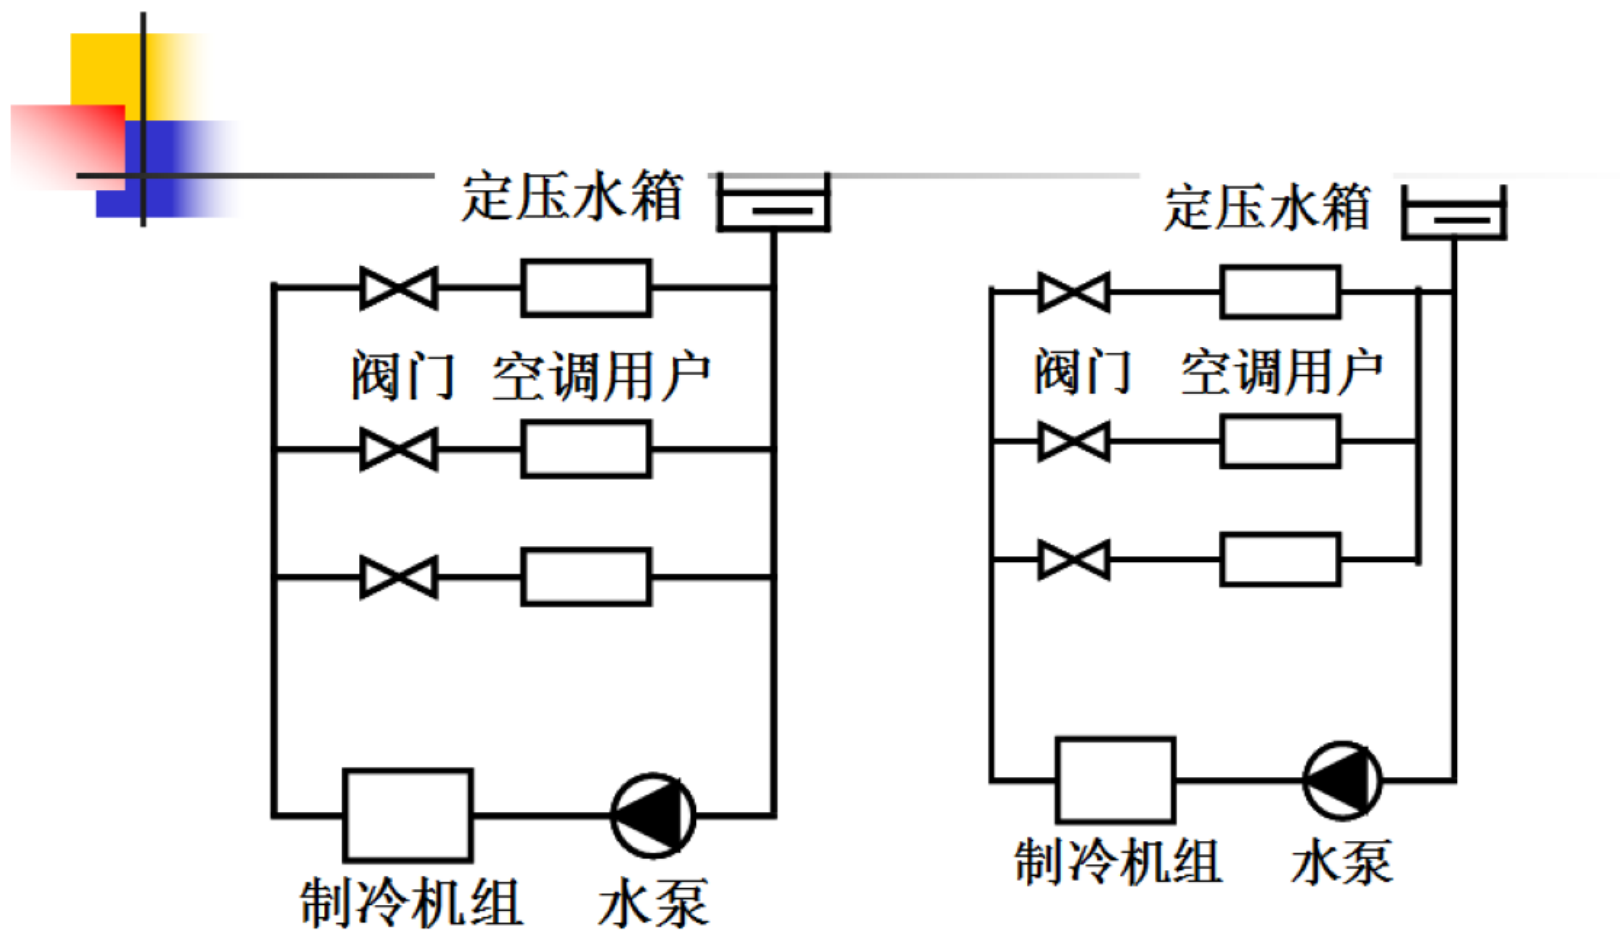 定压水箱
阀门 空调用户
制冷机组 水泵
定压水箱
阀门 空调用户
制冷机组 水泵